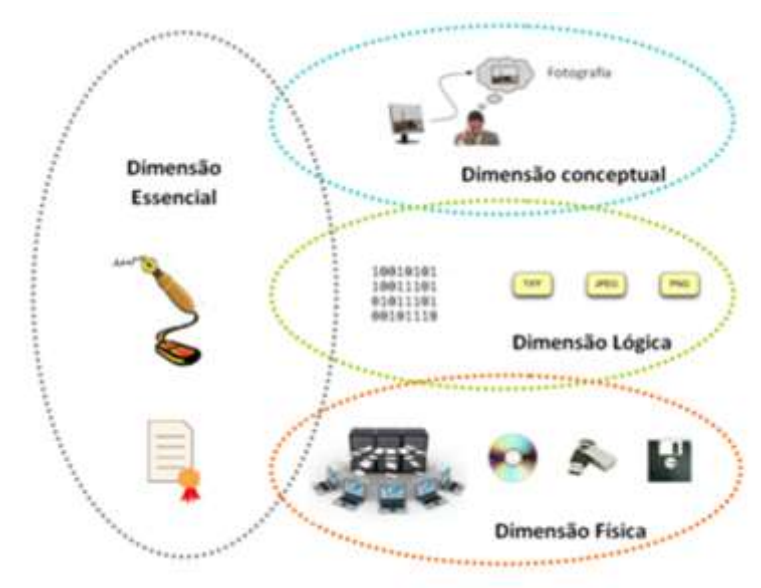 Fotografia
Dimensão conceptual
Dimensão
Essencial
10010101
10011101
01011101
00101110
TIFF JPEG PNG
Dimensão Lógica
Dimensão Física